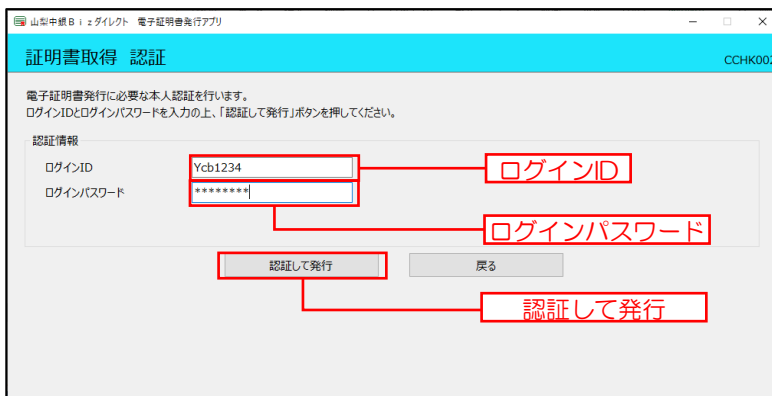 山梨中銀Bizダイレクト 電子証明書発行アプリ
証明書取得 認証
CCHK002
電子証明書発行に必要な本人認証を行います。
ログインIDとログインパスワードを入力の上、「認証して発行」ボタンを押してください。
認証情報
ログインID
Ycb1234
ログインID
ログインパスワード
********
ログインパスワード
認証して発行
戻る
認証して発行